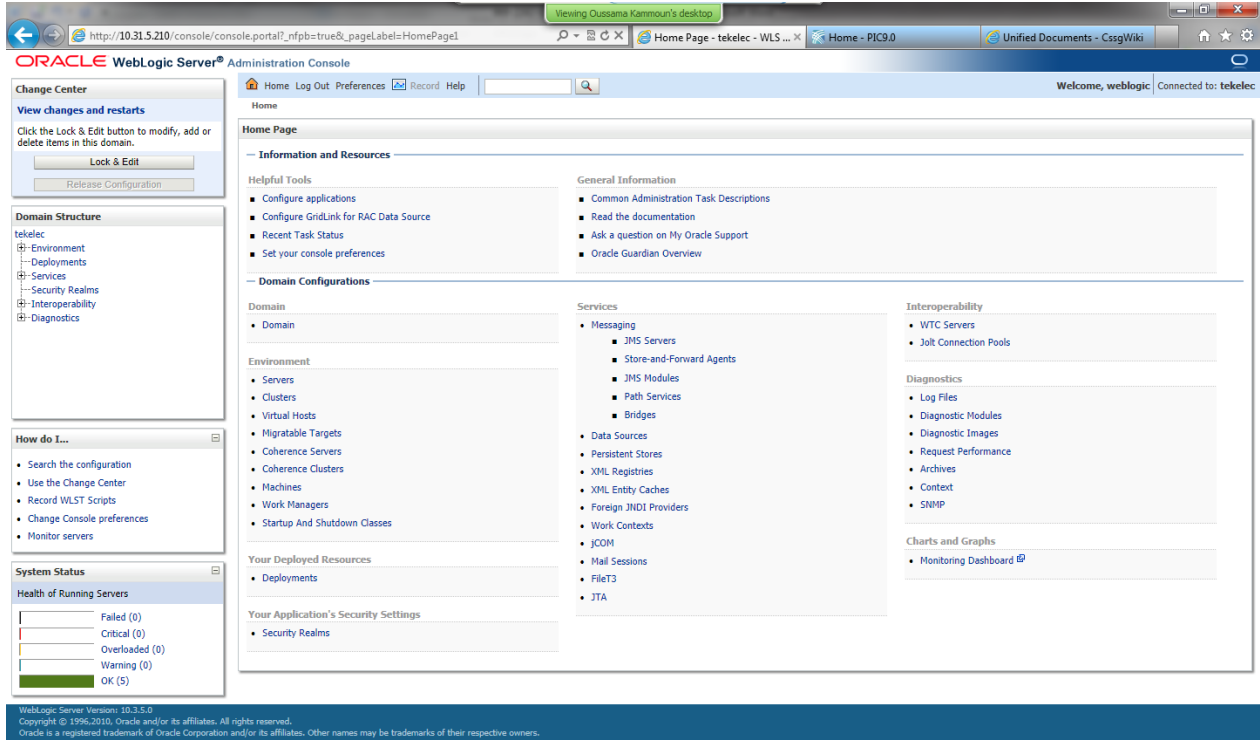 Viewing Oussama Kammoun's desktop
http://10.31.5.210/console/console.portal?_nfpb=true&_pageLabel=HomePage1
Home Page - tekelec - WLS ...
Home - PIC9.0
Unified Documents - CssgWiki
ORACLE WebLogic Server® Administration Console
Change Center
View changes and restarts
Click the Lock & Edit button to modify, add or
delete items in this domain.
Lock & Edit
Release Configuration
Domain Structure
tekelec
Environment
Deployments
Services
Security Realms
Interoperability
Diagnostics
How do I...
Search the configuration
Use the Change Center
Record WLST Scripts
Change Console preferences
Monitor servers
System Status
Health of Running Servers
Failed (0)
Critical (0)
Overloaded (0)
Warning (0)
OK (5)
Home Log Out Preferences Record Help
Welcome, weblogic Connected to: tekelec
Home
Home Page
Information and Resources
Helpful Tools
Configure applications
Configure GridLink for RAC Data Source
Recent Task Status
Set your console preferences
General Information
Common Administration Task Descriptions
Read the documentation
Ask a question on My Oracle Support
Oracle Guardian Overview
Domain Configurations
Domain
Domain
Environment
Servers
Clusters
Virtual Hosts
Migratable Targets
Coherence Servers
Coherence Clusters
Machines
Work Managers
Startup And Shutdown Classes
Your Deployed Resources
Deployments
Your Application's Security Settings
Security Realms
Services
Messaging
JMS Servers
Store-and-Forward Agents
JMS Modules
Path Services
Bridges
Data Sources
Persistent Stores
XML Registries
XML Entity Caches
Foreign JNDI Providers
Work Contexts
jCOM
Mail Sessions
FileT3
JTA
Interoperability
WTC Servers
Jolt Connection Pools
Diagnostics
Log Files
Diagnostic Modules
Diagnostic Images
Request Performance
Archives
Context
SNMP
Charts and Graphs
Monitoring Dashboard
WebLogic Server Version: 10.3.5.0
Copyright © 1996,2010, Oracle and/or its affiliates. All rights reserved.
Oracle is a registered trademark of Oracle Corporation and/or its affiliates. Other names may be trademarks of their respective owners.